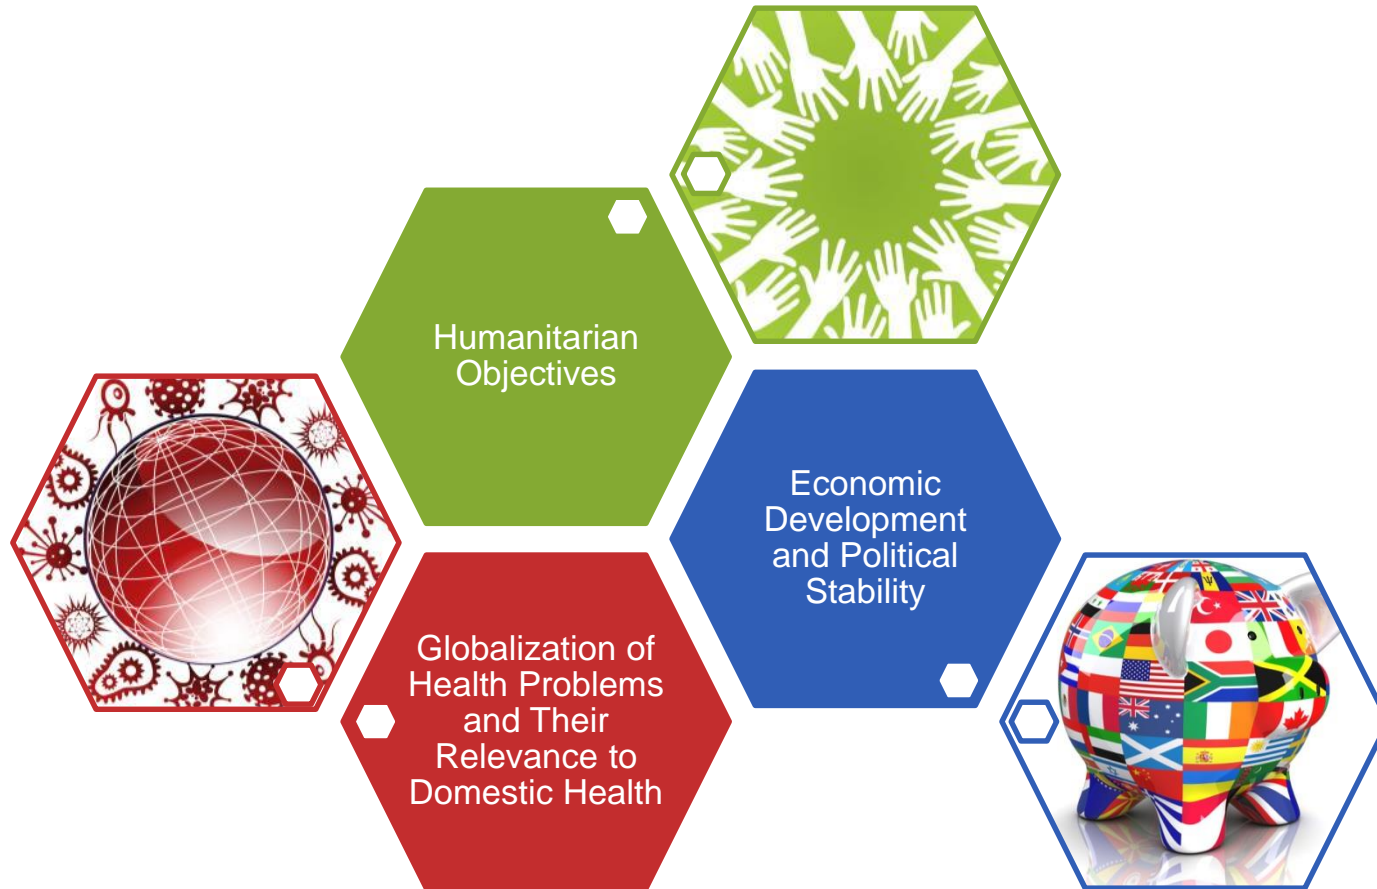 Humanitarian
Objectives
Economic
Development
and Political
Stability
Globalization of
Health Problems
and Their
Relevance to
Domestic Health